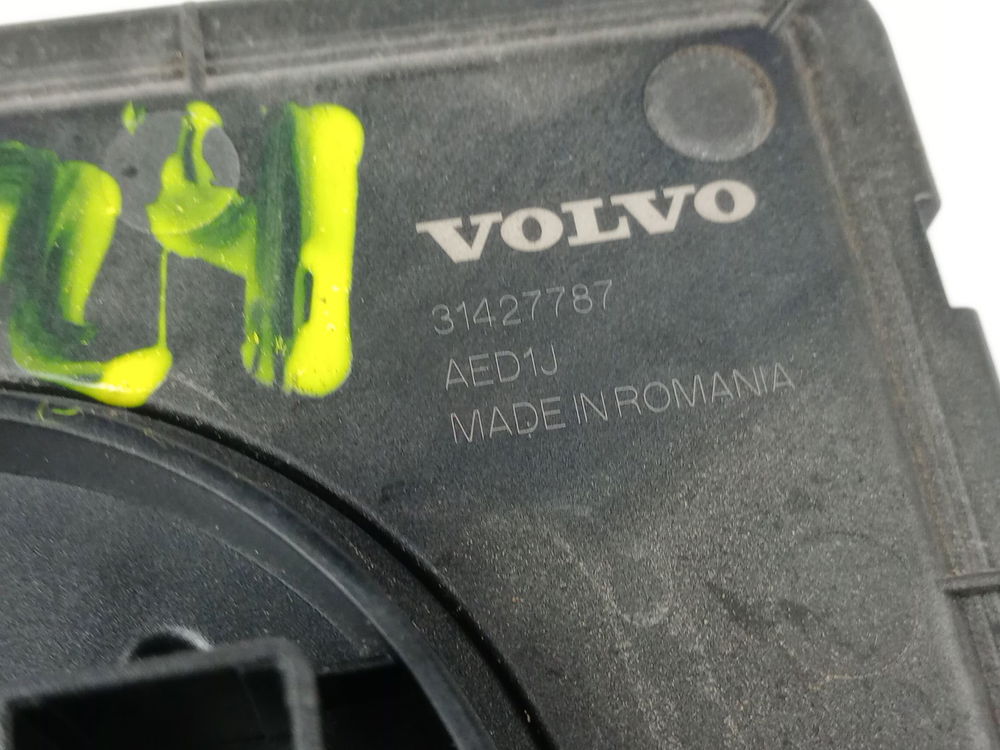 VOLVO
31427787
AED1J
MADE IN ROMANIA